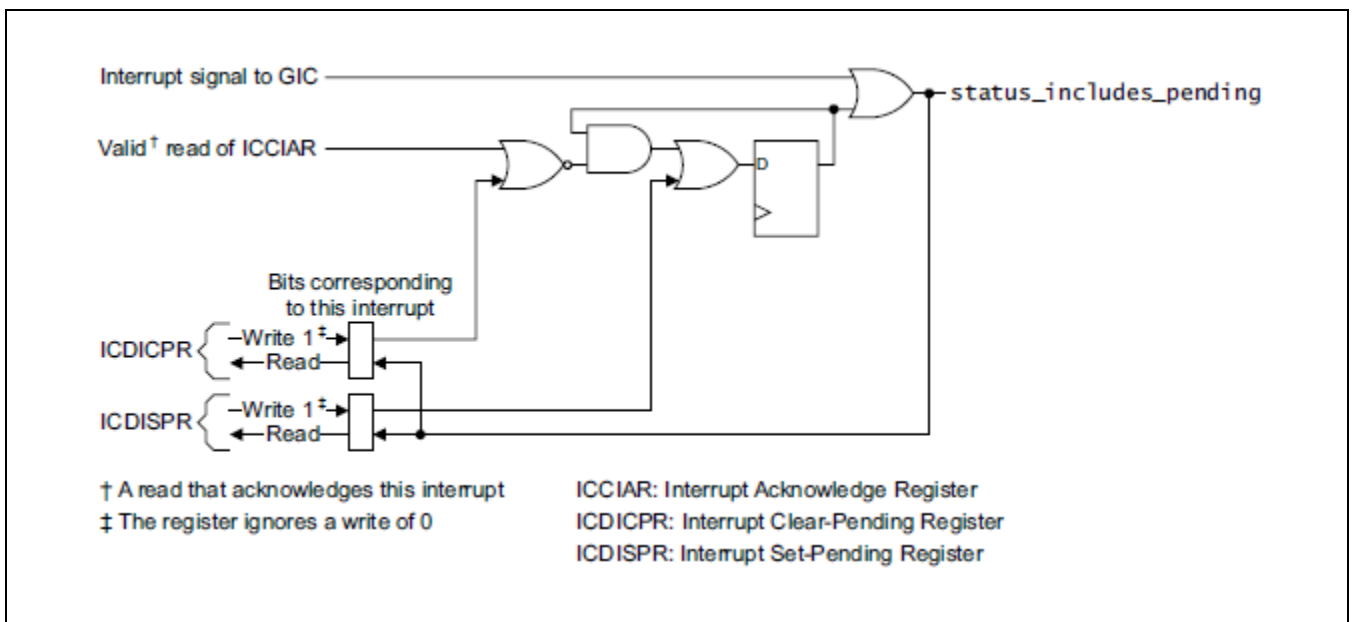 Interrupt signal to GIC
status_includes_pending
Valid† read of ICCIAR
D
Bits corresponding
to this interrupt
ICDICPR
Write 1‡
Read
ICDISPR
Write 1‡
Read
† A read that acknowledges this interrupt
‡ The register ignores a write of 0
ICCIAR: Interrupt Acknowledge Register
ICDICPR: Interrupt Clear-Pending Register
ICDISPR: Interrupt Set-Pending Register